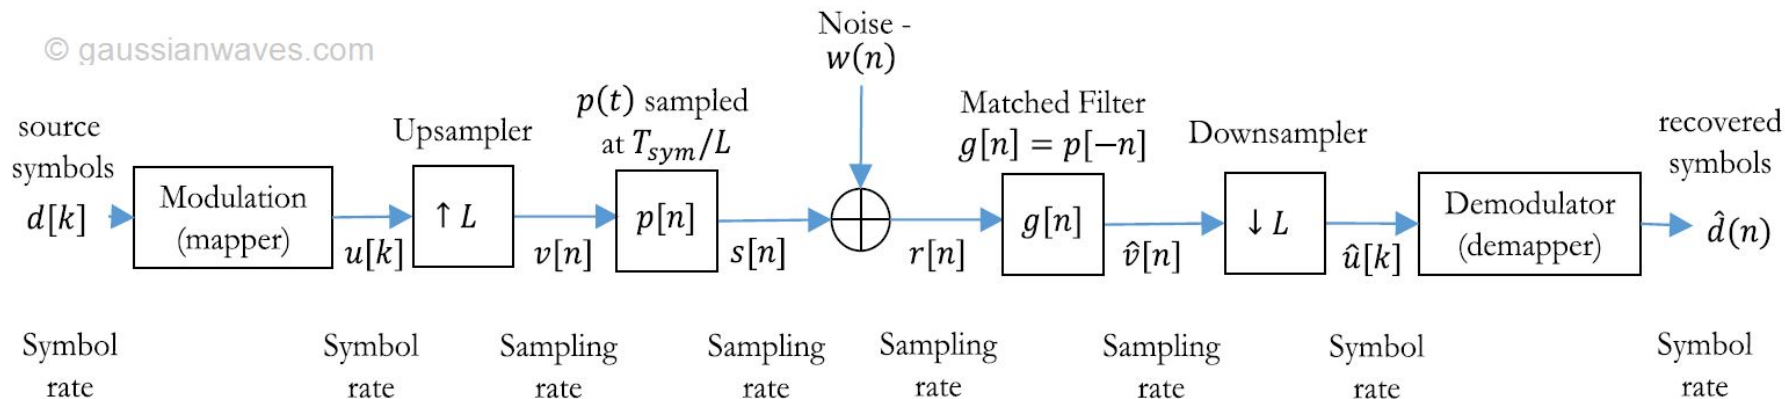 © gaussianwaves.com
Noise -
w(n)
source
symbols
d[k]
Modulation
(mapper)
u[k]
Upsampler
↑ L
v[n]
p(t) sampled
at T_sym/L
p[n]
s[n]
r[n]
Matched Filter
g[n] = p[−n]
g[n]
v̂[n]
Downsampler
↓ L
û[k]
Demodulator
(demapper)
recovered
symbols
d̂(n)
Symbol
rate
Symbol
rate
Sampling
rate
Sampling
rate
Sampling
rate
Sampling
rate
Symbol
rate
Symbol
rate